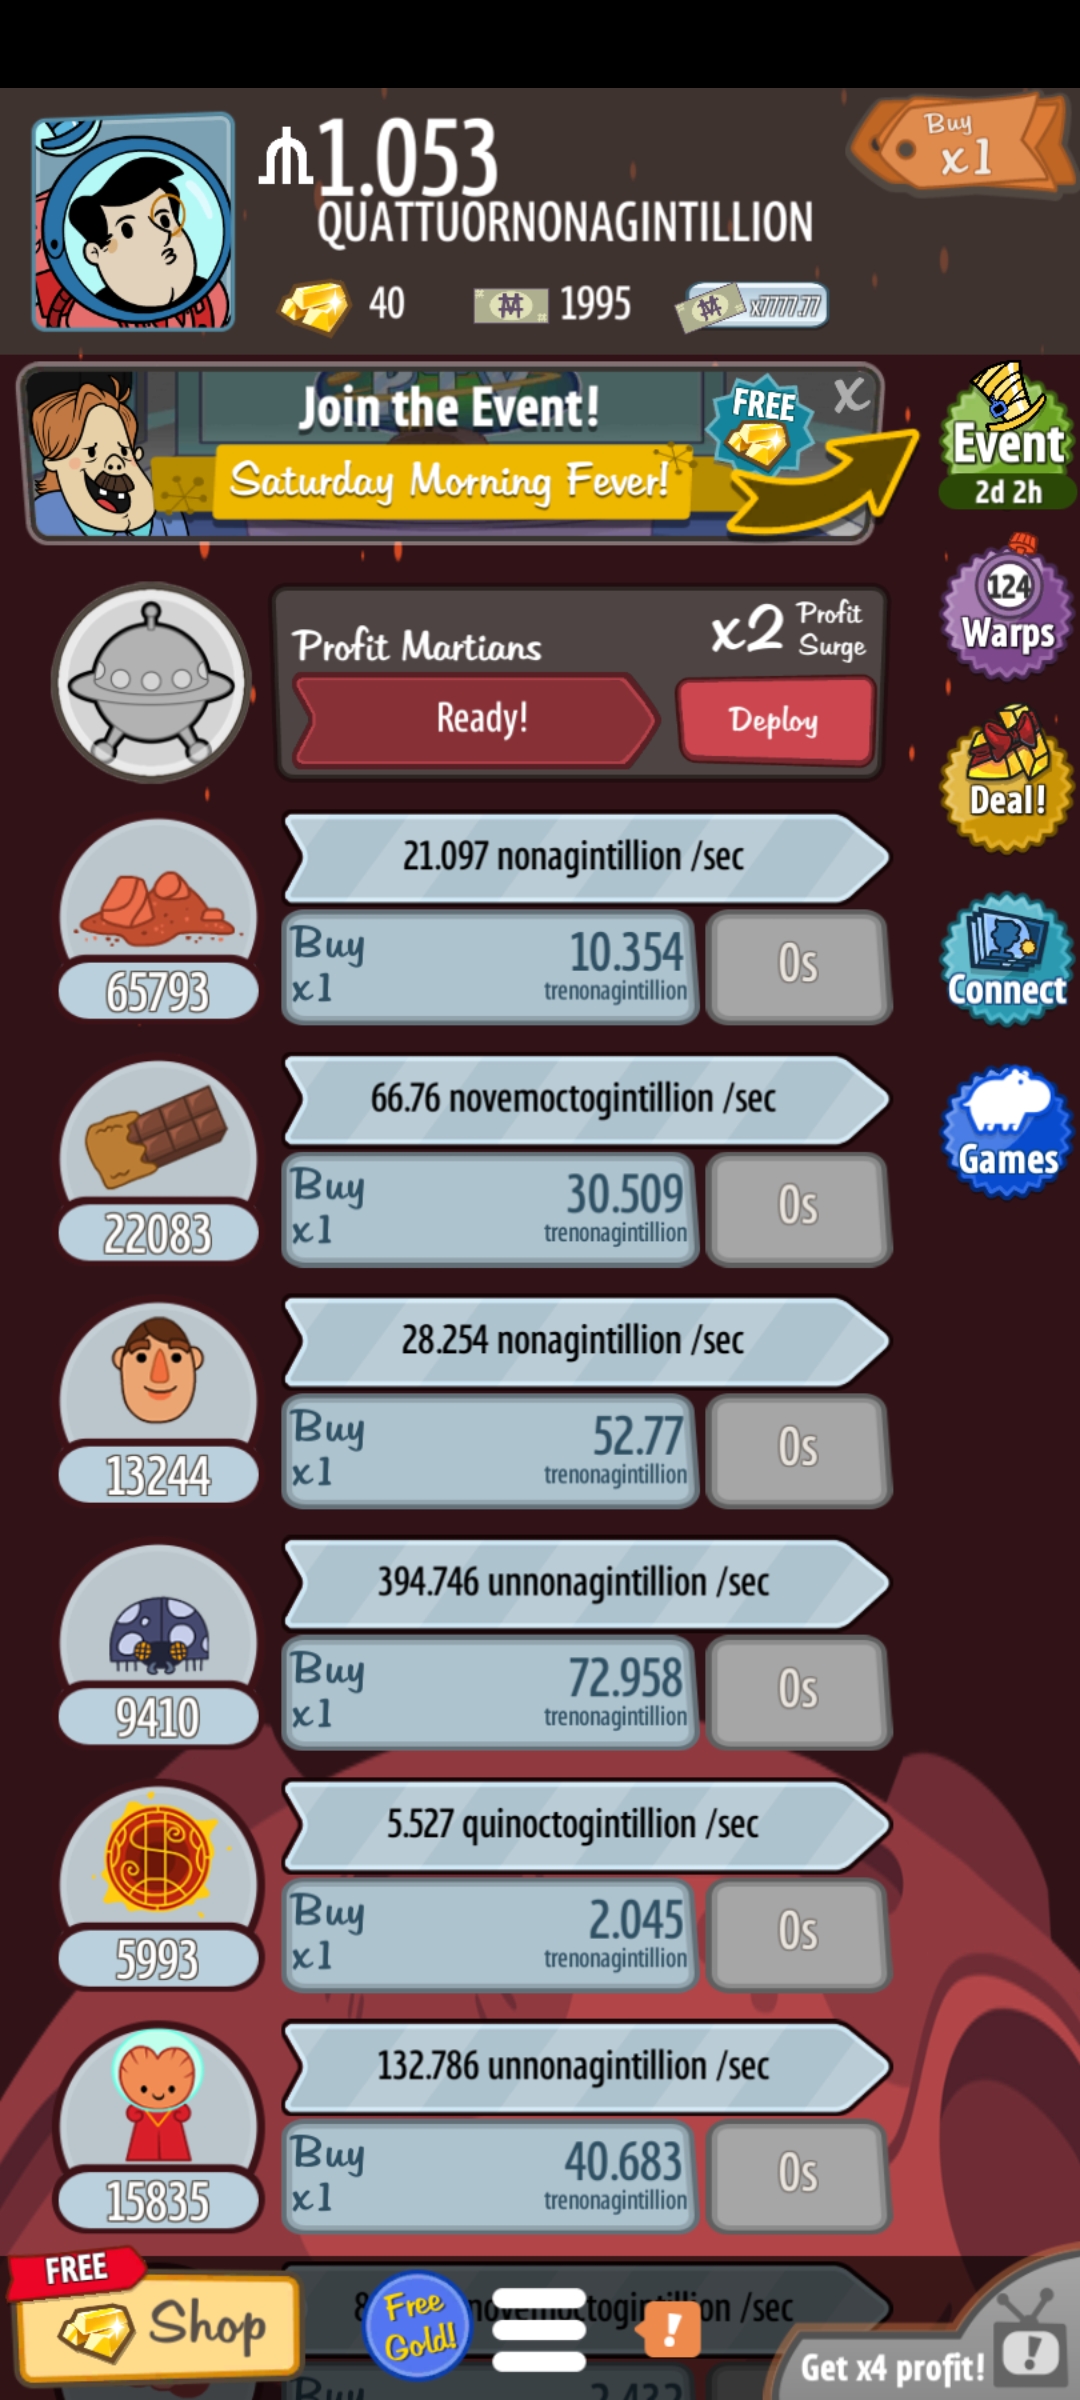 1.053
QUATTUORNONAGINTILLION
Buy
x1
40
1995
x7777.77
Join the Event!
Saturday Morning Fever!
FREE
X
Event
2d 2h
124
Warps
Deal!
Connect
Games
Profit Martians
x2 Profit Surge
Ready!
Deploy
21.097 nonagintillion /sec
65793
Buy
x1
10.354
trenonagintillion
0s
66.76 novemoctogintillion /sec
22083
Buy
x1
30.509
trenonagintillion
0s
28.254 nonagintillion /sec
13244
Buy
x1
52.77
trenonagintillion
0s
394.746 unnonagintillion /sec
9410
Buy
x1
72.958
trenonagintillion
0s
5.527 quinoctogintillion /sec
5993
Buy
x1
2.045
trenonagintillion
0s
132.786 unnonagintillion /sec
15835
Buy
x1
40.683
trenonagintillion
0s
FREE
Shop
Free
Gold!
/sec
!
Get x4 profit!
!
Buy